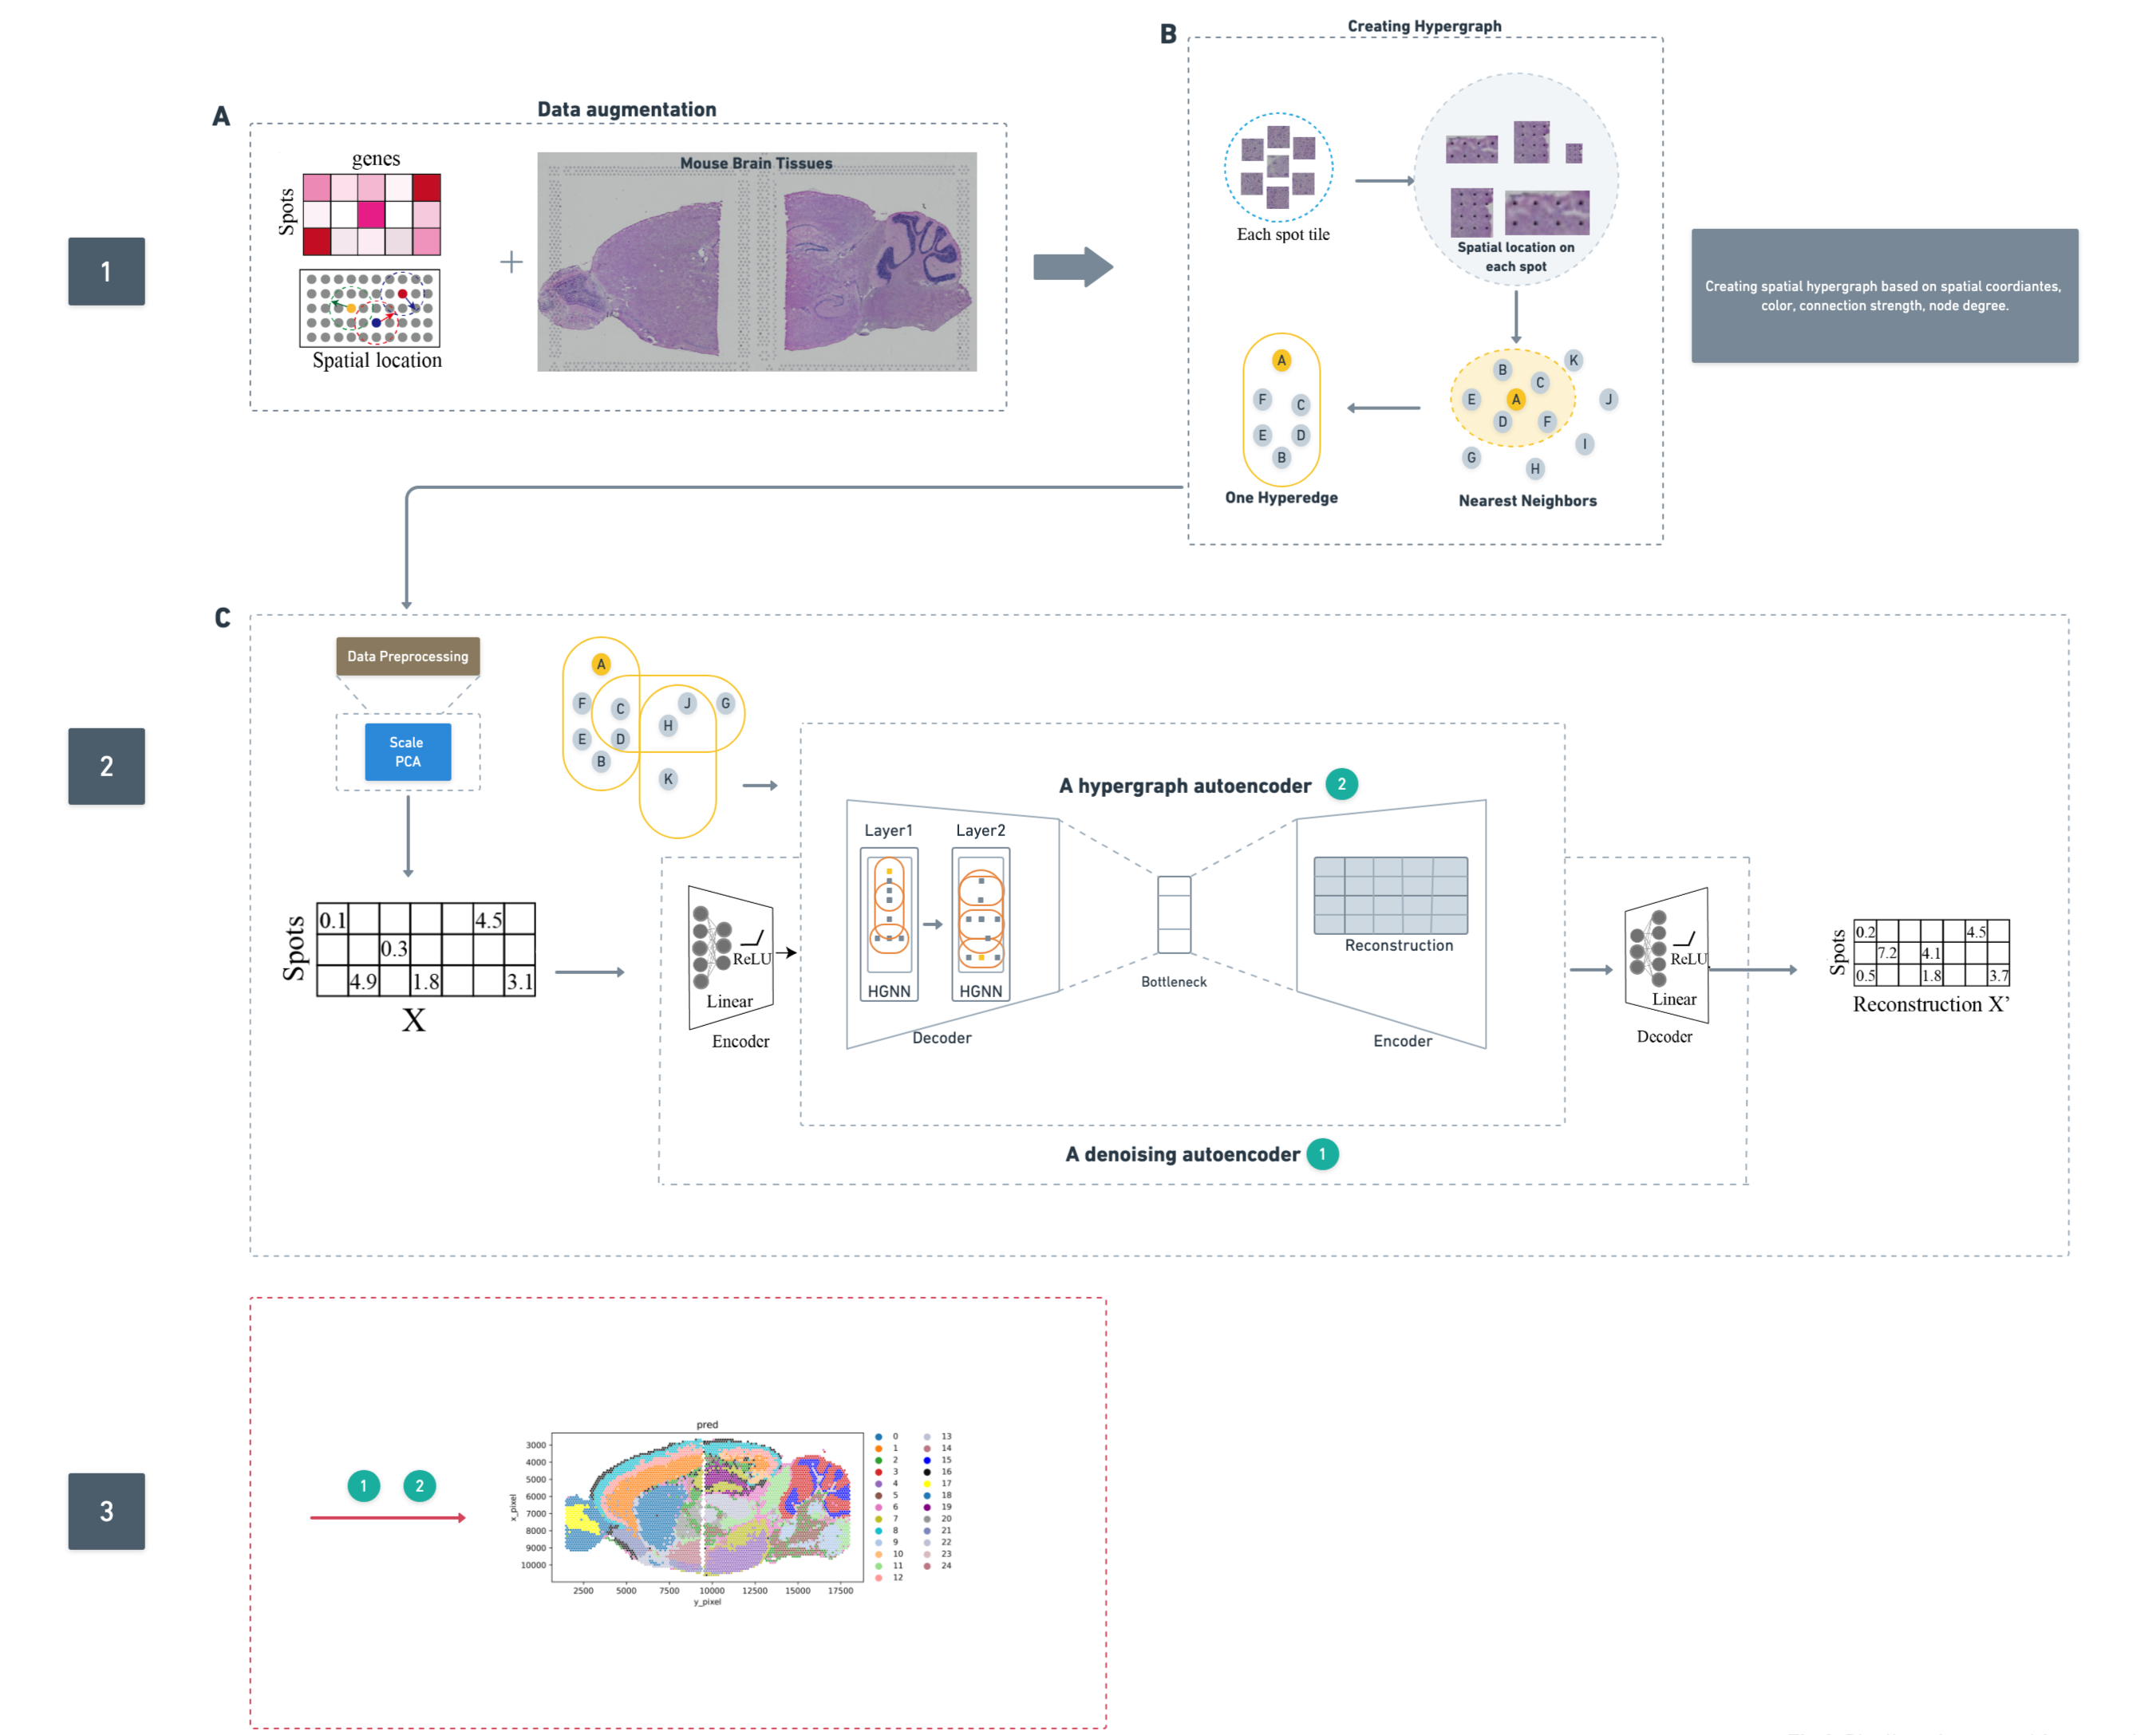 B
Creating Hypergraph
A
Data augmentation
genes
Spots
Spatial location
Mouse Brain Tissues
1
Each spot tile
Spatial location on
each spot
A
F
C
E
D
B
One Hyperedge
B
K
C
E
A
J
D
F
I
G
H
Nearest Neighbors
Creating spatial hypergraph based on spatial coordiantes,
color, connection strength, node degree.
C
2
Data Preprocessing
Scale
PCA
A
F
C
J
G
H
E
D
B
K
Spots
0.1 4.5
0.3
4.9 1.8 3.1
X
ReLU
Linear
Encoder
A hypergraph autoencoder 2
Layer1
Layer2
HGNN
HGNN
Decoder
Bottleneck
Reconstruction
Encoder
ReLU
Linear
Decoder
Spots
0.2 4.5
7.2 4.1
0.5 1.8 3.7
Reconstruction X’
A denoising autoencoder 1
3
1 2
pred
x_pixel
3000
4000
5000
6000
7000
8000
9000
10000
2500 5000 7500 10000 12500 15000 17500
y_pixel
0
1
2
3
4
5
6
7
8
9
10
11
12
13
14
15
16
17
18
19
20
21
22
23
24